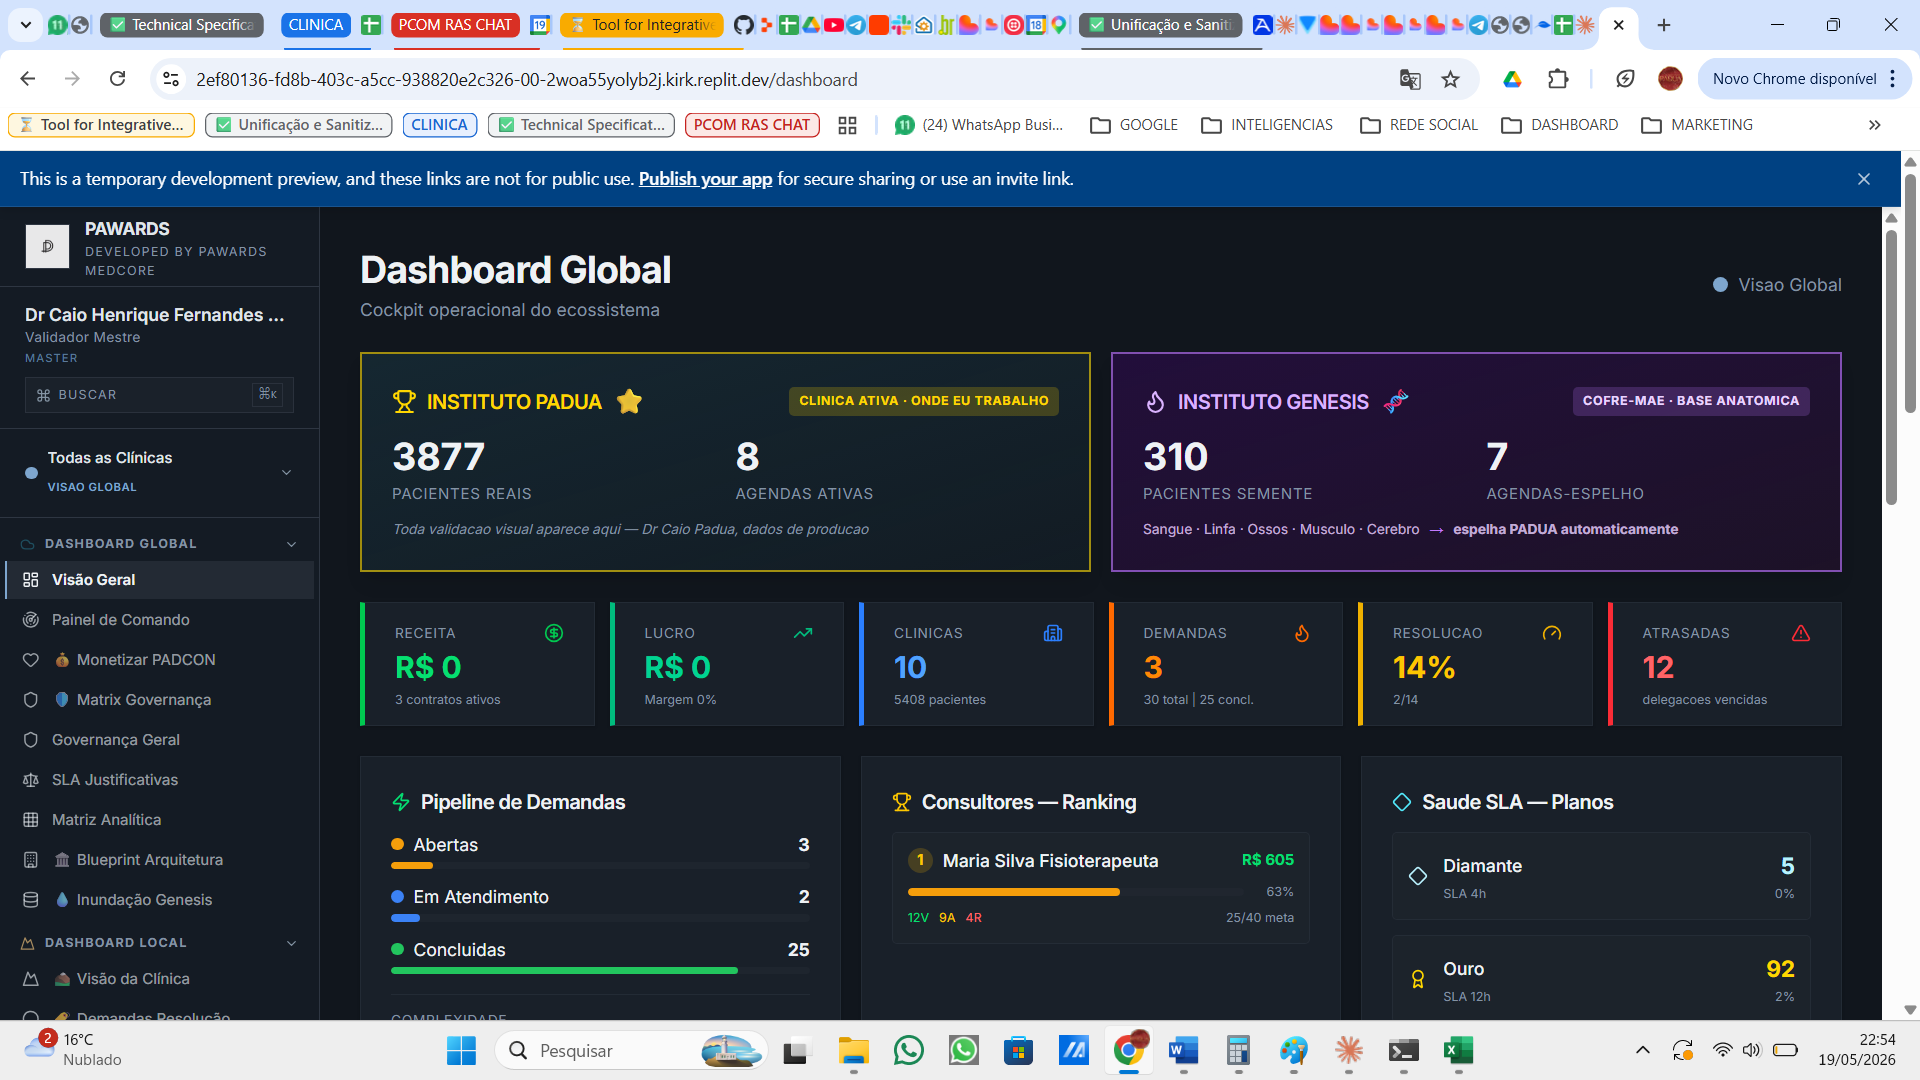 Technical Specifica
CLINICA
PCOM RAS CHAT
Tool for Integrative
Unificação e Saniti
2ef80136-fd8b-403c-a5cc-938820e2c326-00-2woa55yolyb2j.kirk.replit.dev/dashboard
Novo Chrome disponível
Tool for Integrative...
Unificação e Sanitiz...
CLINICA
Technical Specificat...
PCOM RAS CHAT
(24) WhatsApp Busi...
GOOGLE
INTELIGENCIAS
REDE SOCIAL
DASHBOARD
MARKETING
This is a temporary development preview, and these links are not for public use. Publish your app for secure sharing or use an invite link.
PAWARDS
DEVELOPED BY PAWARDS
MEDCORE
Dr Caio Henrique Fernandes ...
Validador Mestre
MASTER
BUSCAR
⌘K
Todas as Clínicas
VISAO GLOBAL
DASHBOARD GLOBAL
Visão Geral
Painel de Comando
Monetizar PADCON
Matrix Governança
Governança Geral
SLA Justificativas
Matriz Analítica
Blueprint Arquitetura
Inundação Genesis
DASHBOARD LOCAL
Visão da Clínica
Demandas Resolução
Dashboard Global
Cockpit operacional do ecossistema
Visao Global
INSTITUTO PADUA
CLINICA ATIVA · ONDE EU TRABALHO
3877
PACIENTES REAIS
8
AGENDAS ATIVAS
Toda validacao visual aparece aqui — Dr Caio Padua, dados de producao
INSTITUTO GENESIS
COFRE-MAE · BASE ANATOMICA
310
PACIENTES SEMENTE
7
AGENDAS-ESPELHO
Sangue · Linfa · Ossos · Musculo · Cerebro → espelha PADUA automaticamente
RECEITA
R$ 0
3 contratos ativos
LUCRO
R$ 0
Margem 0%
CLINICAS
10
5408 pacientes
DEMANDAS
3
30 total | 25 concl.
RESOLUCAO
14%
2/14
ATRASADAS
12
delegacoes vencidas
Pipeline de Demandas
Abertas 3
Em Atendimento 2
Concluidas 25
COMPLEXIDADE
Consultores — Ranking
1 Maria Silva Fisioterapeuta R$ 605
63%
12V 9A 4R 25/40 meta
Saude SLA — Planos
Diamante 5
SLA 4h 0%
Ouro 92
SLA 12h 2%
2
16°C
Nublado
Pesquisar
22:54
19/05/2026